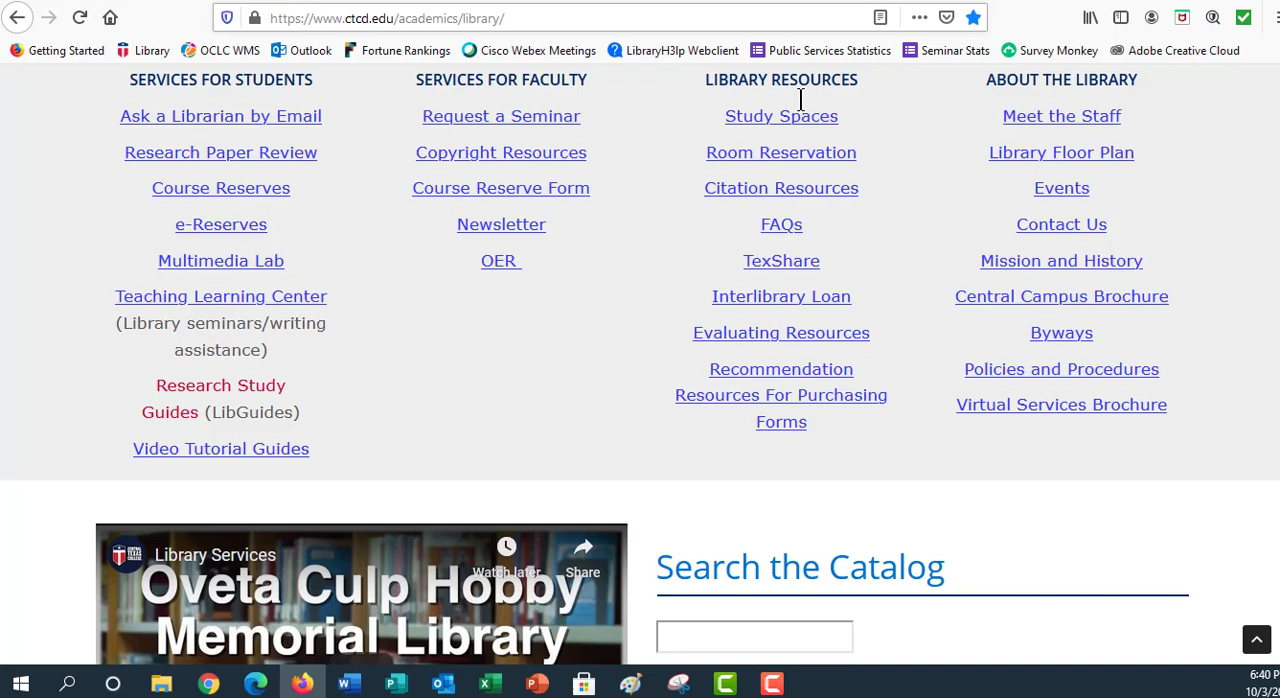 https://www.ctcd.edu/academics/library/
Getting Started
Library
OCLC WMS
Outlook
Fortune Rankings
Cisco Webex Meetings
LibraryH3lp Webclient
Public Services Statistics
Seminar Stats
Survey Monkey
Adobe Creative Cloud
SERVICES FOR STUDENTS
Ask a Librarian by Email
Research Paper Review
Course Reserves
e-Reserves
Multimedia Lab
Teaching Learning Center
(Library seminars/writing
assistance)
Research Study
Guides (LibGuides)
Video Tutorial Guides
SERVICES FOR FACULTY
Request a Seminar
Copyright Resources
Course Reserve Form
Newsletter
OER
LIBRARY RESOURCES
Study Spaces
Room Reservation
Citation Resources
FAQs
TexShare
Interlibrary Loan
Evaluating Resources
Recommendation
Resources For Purchasing
Forms
ABOUT THE LIBRARY
Meet the Staff
Library Floor Plan
Events
Contact Us
Mission and History
Central Campus Brochure
Byways
Policies and Procedures
Virtual Services Brochure
Library Services
Watch later
Share
Oveta Culp Hobby
Memorial Library
Search the Catalog
6:40 P
10/3/2